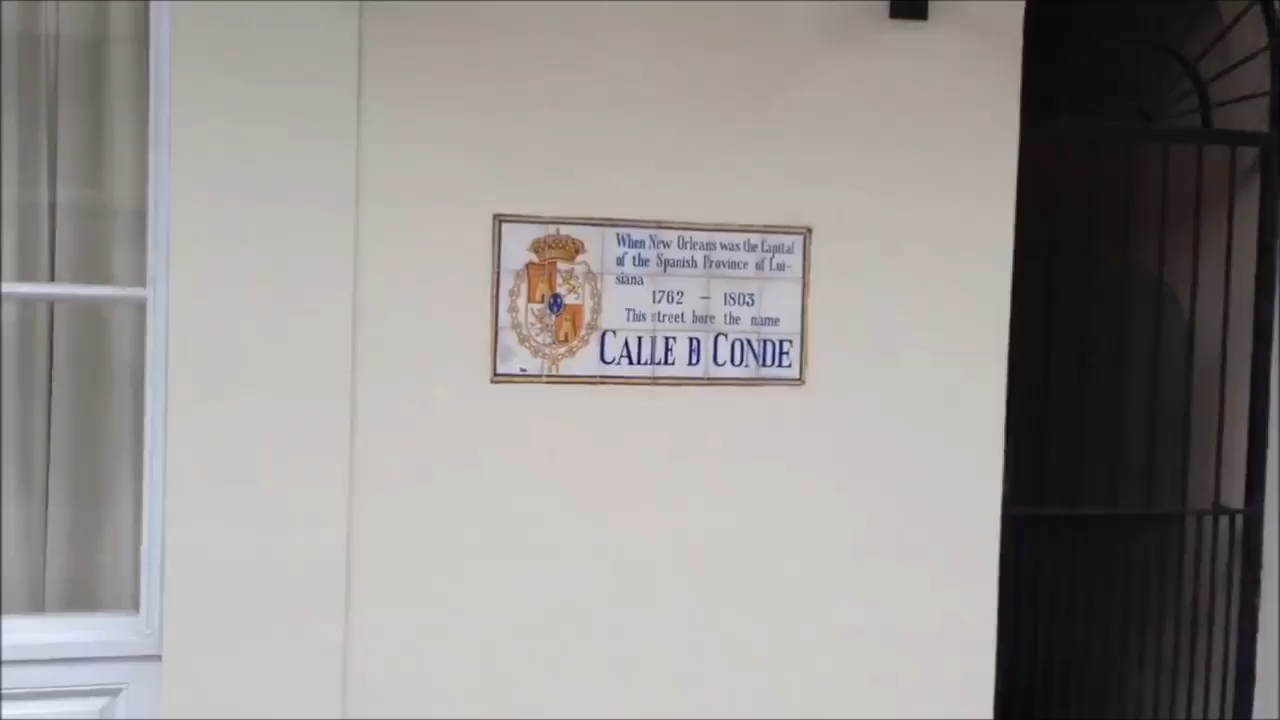 When New Orleans was the Capital
of the Spanish Province of Lui-
siana
1762 - 1803
This street bore the name
CALLE D CONDE